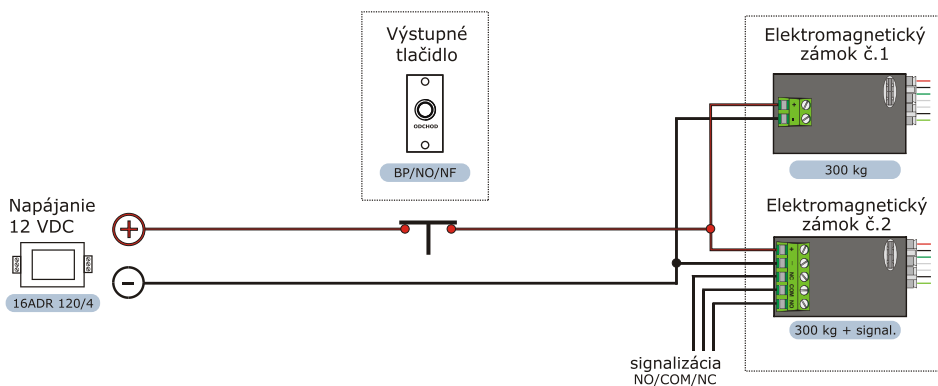 Výstupné
tlačidlo
ODCHOD
BP/NO/NF
Elektromagnetický
zámok č.1
+
-
300 kg
Napájanie
12 VDC
+
-
16ADR 120/4
Elektromagnetický
zámok č.2
+
-
NC
COM
NO
300 kg + signal.
signalizácia
NO/COM/NC